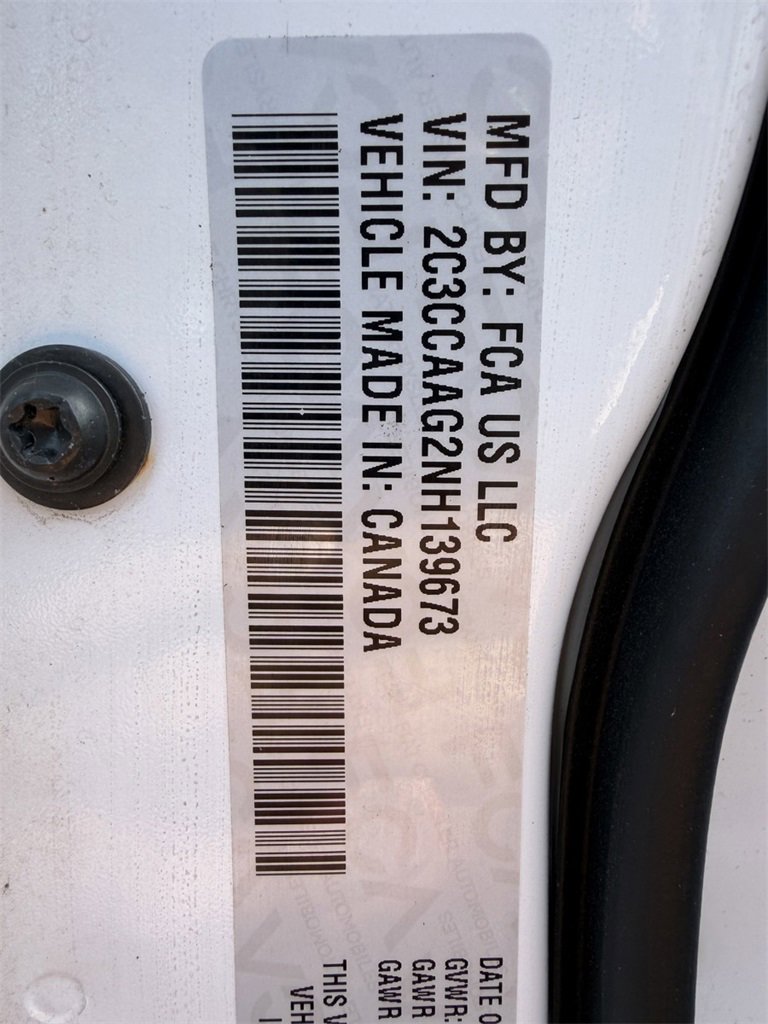 MFD BY: FCA US LLC
VIN: 2C3CCAAG2NH139673
VEHICLE MADE IN: CANADA
DATE O
GVWR:
GAWR
GAWR
THIS V
VEH